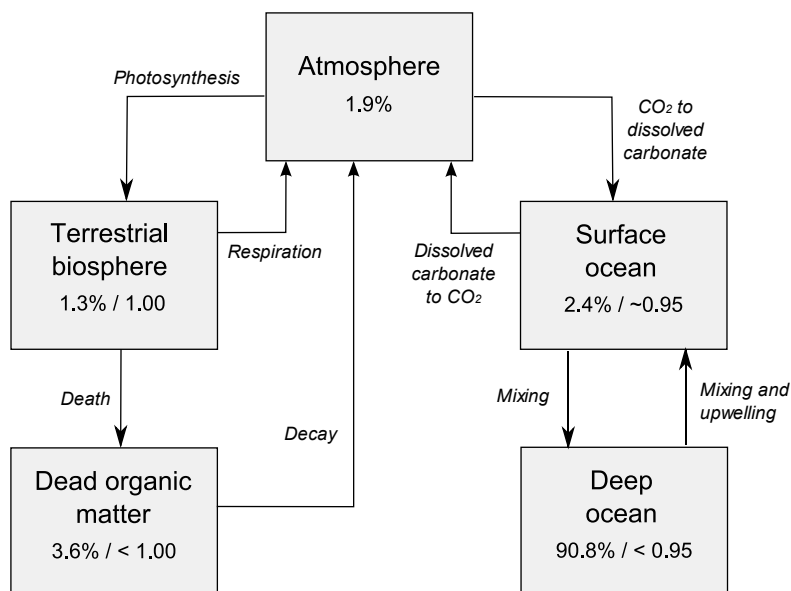 Atmosphere
1.9%
Photosynthesis
CO₂ to
dissolved
carbonate
Terrestrial
biosphere
1.3% / 1.00
Respiration
Dissolved
carbonate
to CO₂
Surface
ocean
2.4% / ~0.95
Death
Decay
Mixing
Mixing and
upwelling
Dead organic
matter
3.6% / < 1.00
Deep
ocean
90.8% / < 0.95